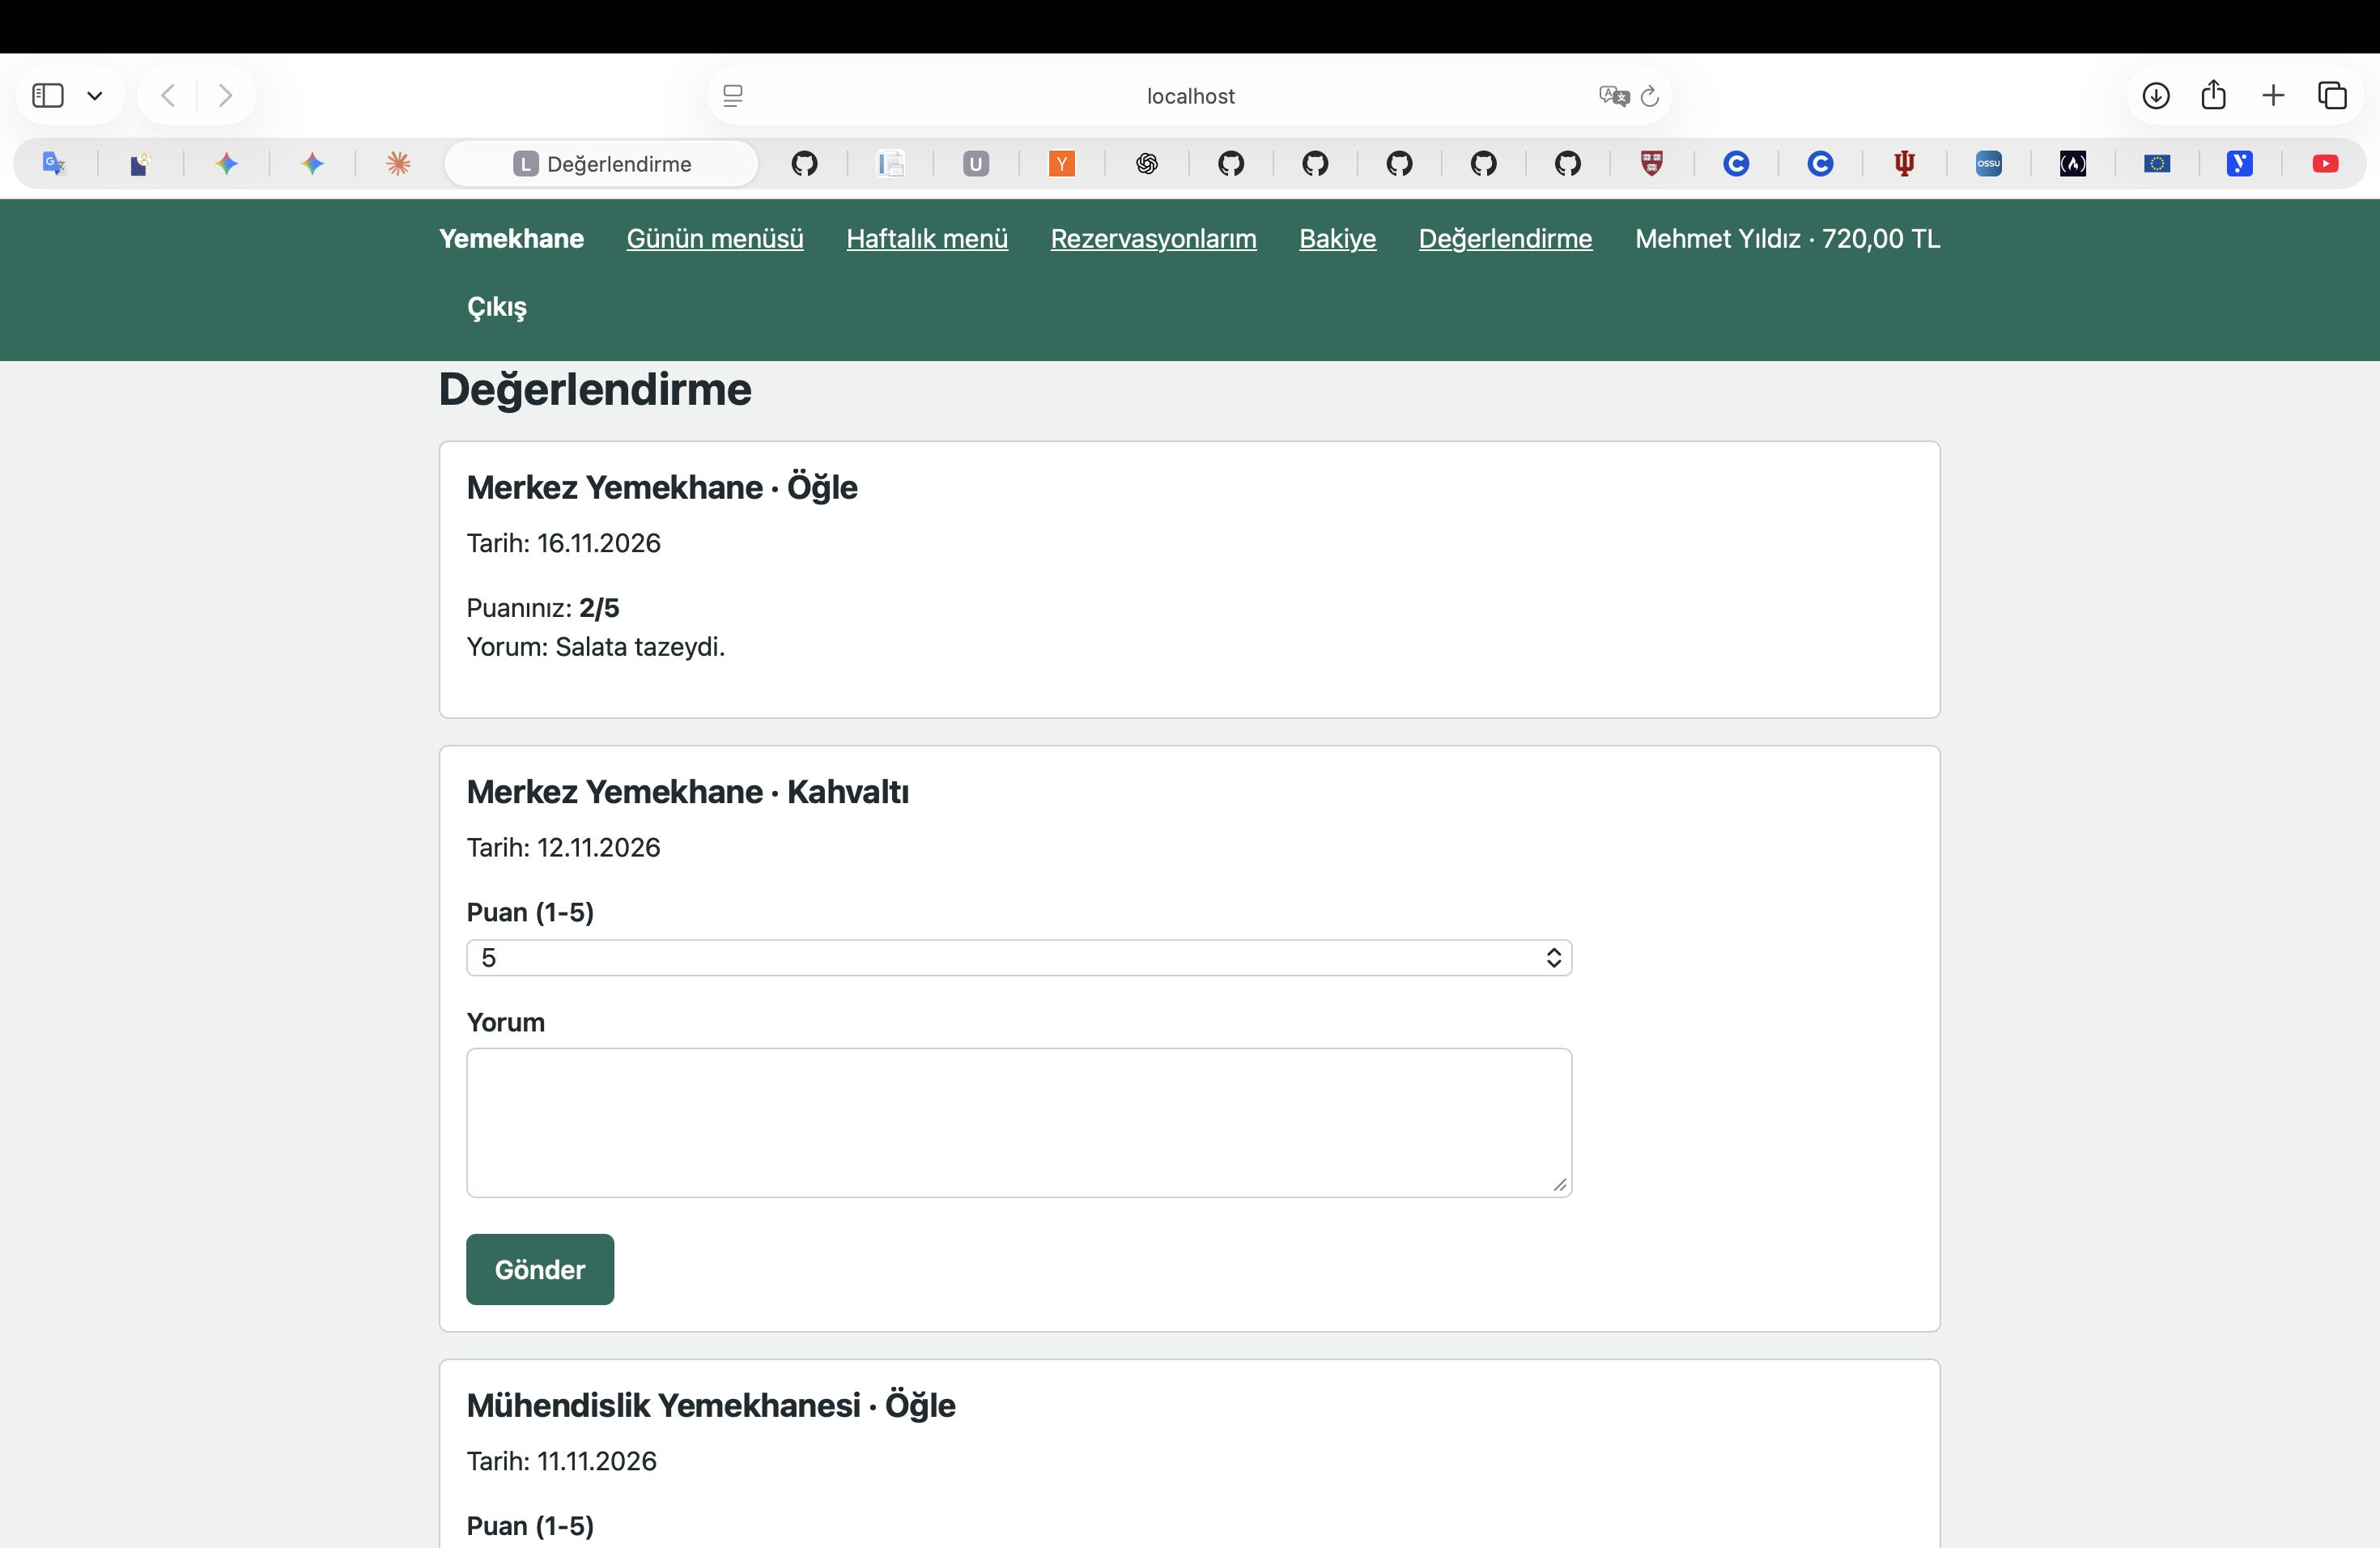 localhost
L Değerlendirme
U
Y
OSSU
Yemekhane Günün menüsü Haftalık menü Rezervasyonlarım Bakiye Değerlendirme Mehmet Yıldız · 720,00 TL
Çıkış
Değerlendirme
Merkez Yemekhane · Öğle
Tarih: 16.11.2026
Puanınız: 2/5
Yorum: Salata tazeydi.
Merkez Yemekhane · Kahvaltı
Tarih: 12.11.2026
Puan (1-5)
5
Yorum
Gönder
Mühendislik Yemekhanesi · Öğle
Tarih: 11.11.2026
Puan (1-5)